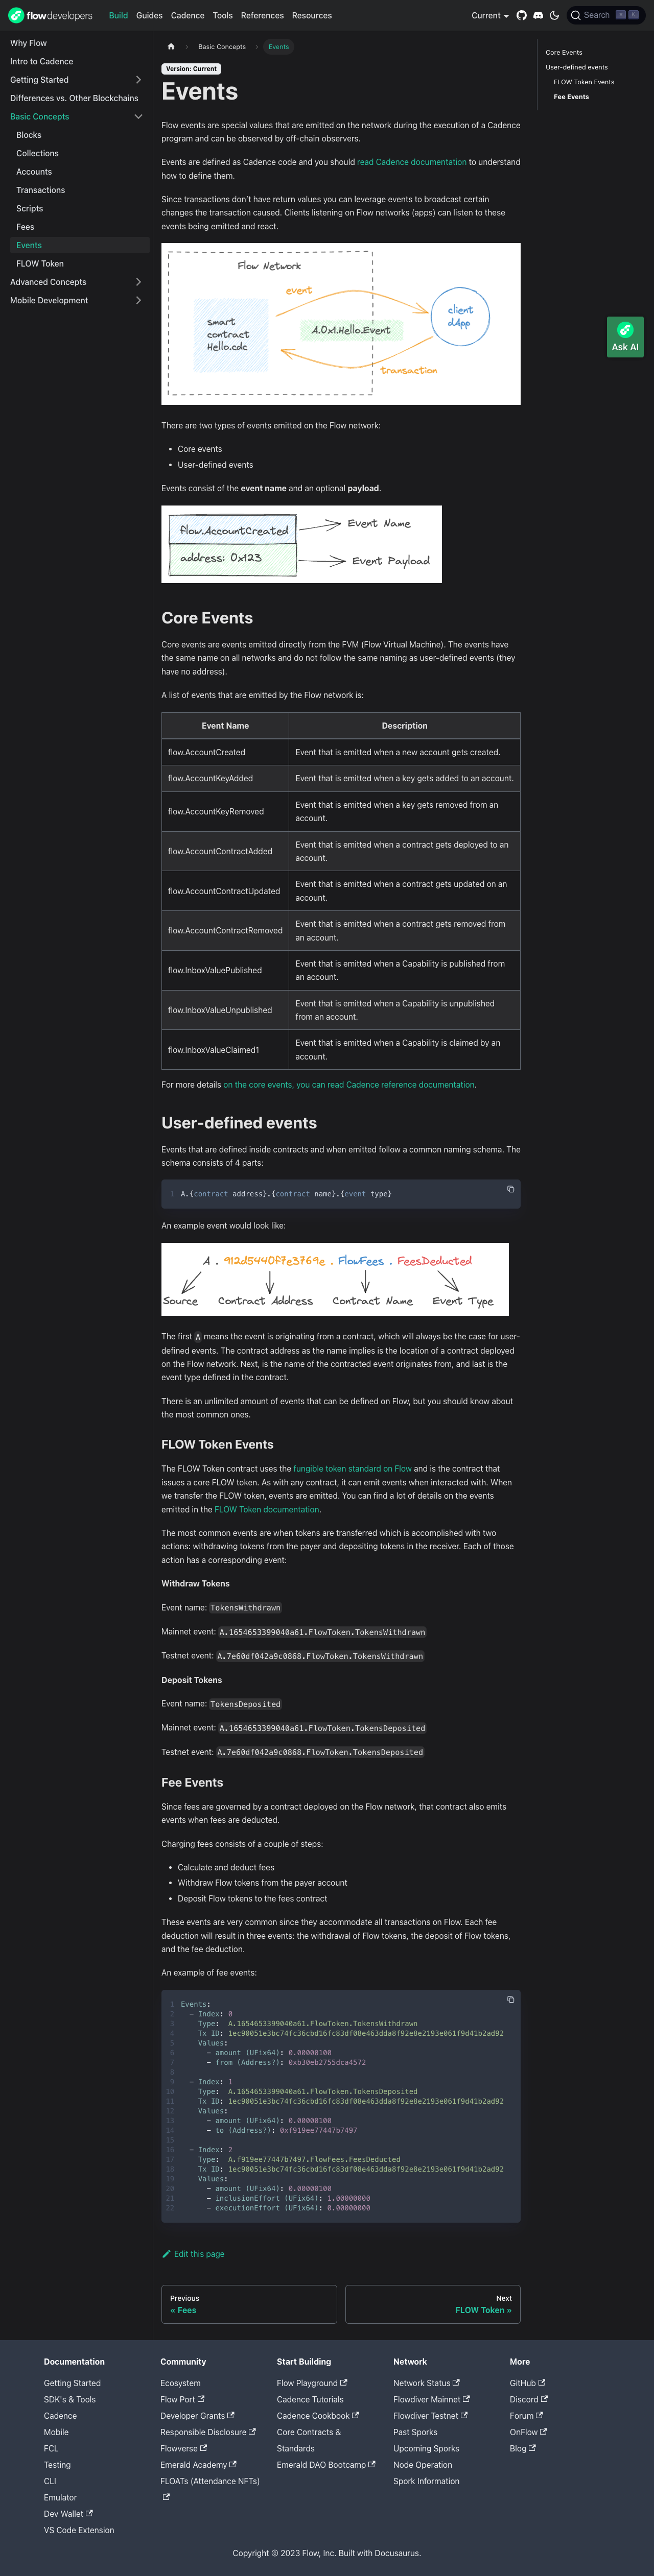 flowdevelopers
Build
Guides
Cadence
Tools
References
Resources
Current
Search
Why Flow
Intro to Cadence
Getting Started
Differences vs. Other Blockchains
Basic Concepts
Blocks
Collections
Accounts
Transactions
Scripts
Fees
Events
FLOW Token
Advanced Concepts
Mobile Development
Basic Concepts
Events
Version: Current
Events
Flow events are special values that are emitted on the network during the execution of a Cadence
program and can be observed by off-chain observers.
Events are defined as Cadence code and you should read Cadence documentation to understand
how to define them.
Since transactions don't have return values you can leverage events to broadcast certain
changes the transaction caused. Clients listening on Flow networks (apps) can listen to these
events being emitted and react.
Flow Network
event
smart
contract
Hello.cdc
A.0x1.Hello.Event
client
dApp
transaction
There are two types of events emitted on the Flow network:
Core events
User-defined events
Events consist of the event name and an optional payload.
flow.AccountCreated
Event Name
address: 0x123
Event Payload
Core Events
Core events are events emitted directly from the FVM (Flow Virtual Machine). The events have
the same name on all networks and do not follow the same naming as user-defined events (they
have no address).
A list of events that are emitted by the Flow network is:
Event Name
Description
flow.AccountCreated
Event that is emitted when a new account gets created.
flow.AccountKeyAdded
Event that is emitted when a key gets added to an account.
flow.AccountKeyRemoved
Event that is emitted when a key gets removed from an
account.
flow.AccountContractAdded
Event that is emitted when a contract gets deployed to an
account.
flow.AccountContractUpdated
Event that is emitted when a contract gets updated on an
account.
flow.AccountContractRemoved
Event that is emitted when a contract gets removed from
an account.
flow.InboxValuePublished
Event that is emitted when a Capability is published from
an account.
flow.InboxValueUnpublished
Event that is emitted when a Capability is unpublished
from an account.
flow.InboxValueClaimed1
Event that is emitted when a Capability is claimed by an
account.
For more details on the core events, you can read Cadence reference documentation.
User-defined events
Events that are defined inside contracts and when emitted follow a common naming schema. The
schema consists of 4 parts:
1 A.{contract address}.{contract name}.{event type}
An example event would look like:
A . 912d5440f7e3769e . FlowFees . FeesDeducted
Source
Contract Address
Contract Name
Event Type
The first A means the event is originating from a contract, which will always be the case for user-
defined events. The contract address as the name implies is the location of a contract deployed
on the Flow network. Next, is the name of the contracted event originates from, and last is the
event type defined in the contract.
There is an unlimited amount of events that can be defined on Flow, but you should know about
the most common ones.
FLOW Token Events
The FLOW Token contract uses the fungible token standard on Flow and is the contract that
issues a core FLOW token. As with any contract, it can emit events when interacted with. When
we transfer the FLOW token, events are emitted. You can find a lot of details on the events
emitted in the FLOW Token documentation.
The most common events are when tokens are transferred which is accomplished with two
actions: withdrawing tokens from the payer and depositing tokens in the receiver. Each of those
action has a corresponding event:
Withdraw Tokens
Event name: TokensWithdrawn
Mainnet event: A.1654653399040a61.FlowToken.TokensWithdrawn
Testnet event: A.7e60df042a9c0868.FlowToken.TokensWithdrawn
Deposit Tokens
Event name: TokensDeposited
Mainnet event: A.1654653399040a61.FlowToken.TokensDeposited
Testnet event: A.7e60df042a9c0868.FlowToken.TokensDeposited
Fee Events
Since fees are governed by a contract deployed on the Flow network, that contract also emits
events when fees are deducted.
Charging fees consists of a couple of steps:
Calculate and deduct fees
Withdraw Flow tokens from the payer account
Deposit Flow tokens to the fees contract
These events are very common since they accommodate all transactions on Flow. Each fee
deduction will result in three events: the withdrawal of Flow tokens, the deposit of Flow tokens,
and the fee deduction.
An example of fee events:
1 Events:
2 - Index: 0
3 Type: A.1654653399040a61.FlowToken.TokensWithdrawn
4 Tx ID: 1ec90051e3bc74fc36cbd16fc83df08e463dda8f92e8e2193e061f9d41b2ad92
5 Values:
6 - amount (UFix64): 0.00000100
7 - from (Address?): 0xb30eb2755dca4572
8
9 - Index: 1
10 Type: A.1654653399040a61.FlowToken.TokensDeposited
11 Tx ID: 1ec90051e3bc74fc36cbd16fc83df08e463dda8f92e8e2193e061f9d41b2ad92
12 Values:
13 - amount (UFix64): 0.00000100
14 - to (Address?): 0xf919ee77447b7497
15
16 - Index: 2
17 Type: A.f919ee77447b7497.FlowFees.FeesDeducted
18 Tx ID: 1ec90051e3bc74fc36cbd16fc83df08e463dda8f92e8e2193e061f9d41b2ad92
19 Values:
20 - amount (UFix64): 0.00000100
21 - inclusionEffort (UFix64): 1.00000000
22 - executionEffort (UFix64): 0.00000000
Edit this page
Previous
« Fees
Next
FLOW Token »
Core Events
User-defined events
FLOW Token Events
Fee Events
Ask AI
Documentation
Getting Started
SDK's & Tools
Cadence
Mobile
FCL
Testing
CLI
Emulator
Dev Wallet
VS Code Extension
Community
Ecosystem
Flow Port
Developer Grants
Responsible Disclosure
Flowverse
Emerald Academy
FLOATs (Attendance NFTs)
Start Building
Flow Playground
Cadence Tutorials
Cadence Cookbook
Core Contracts &
Standards
Emerald DAO Bootcamp
Network
Network Status
Flowdiver Mainnet
Flowdiver Testnet
Past Sporks
Upcoming Sporks
Node Operation
Spork Information
More
GitHub
Discord
Forum
OnFlow
Blog
Copyright © 2023 Flow, Inc. Built with Docusaurus.